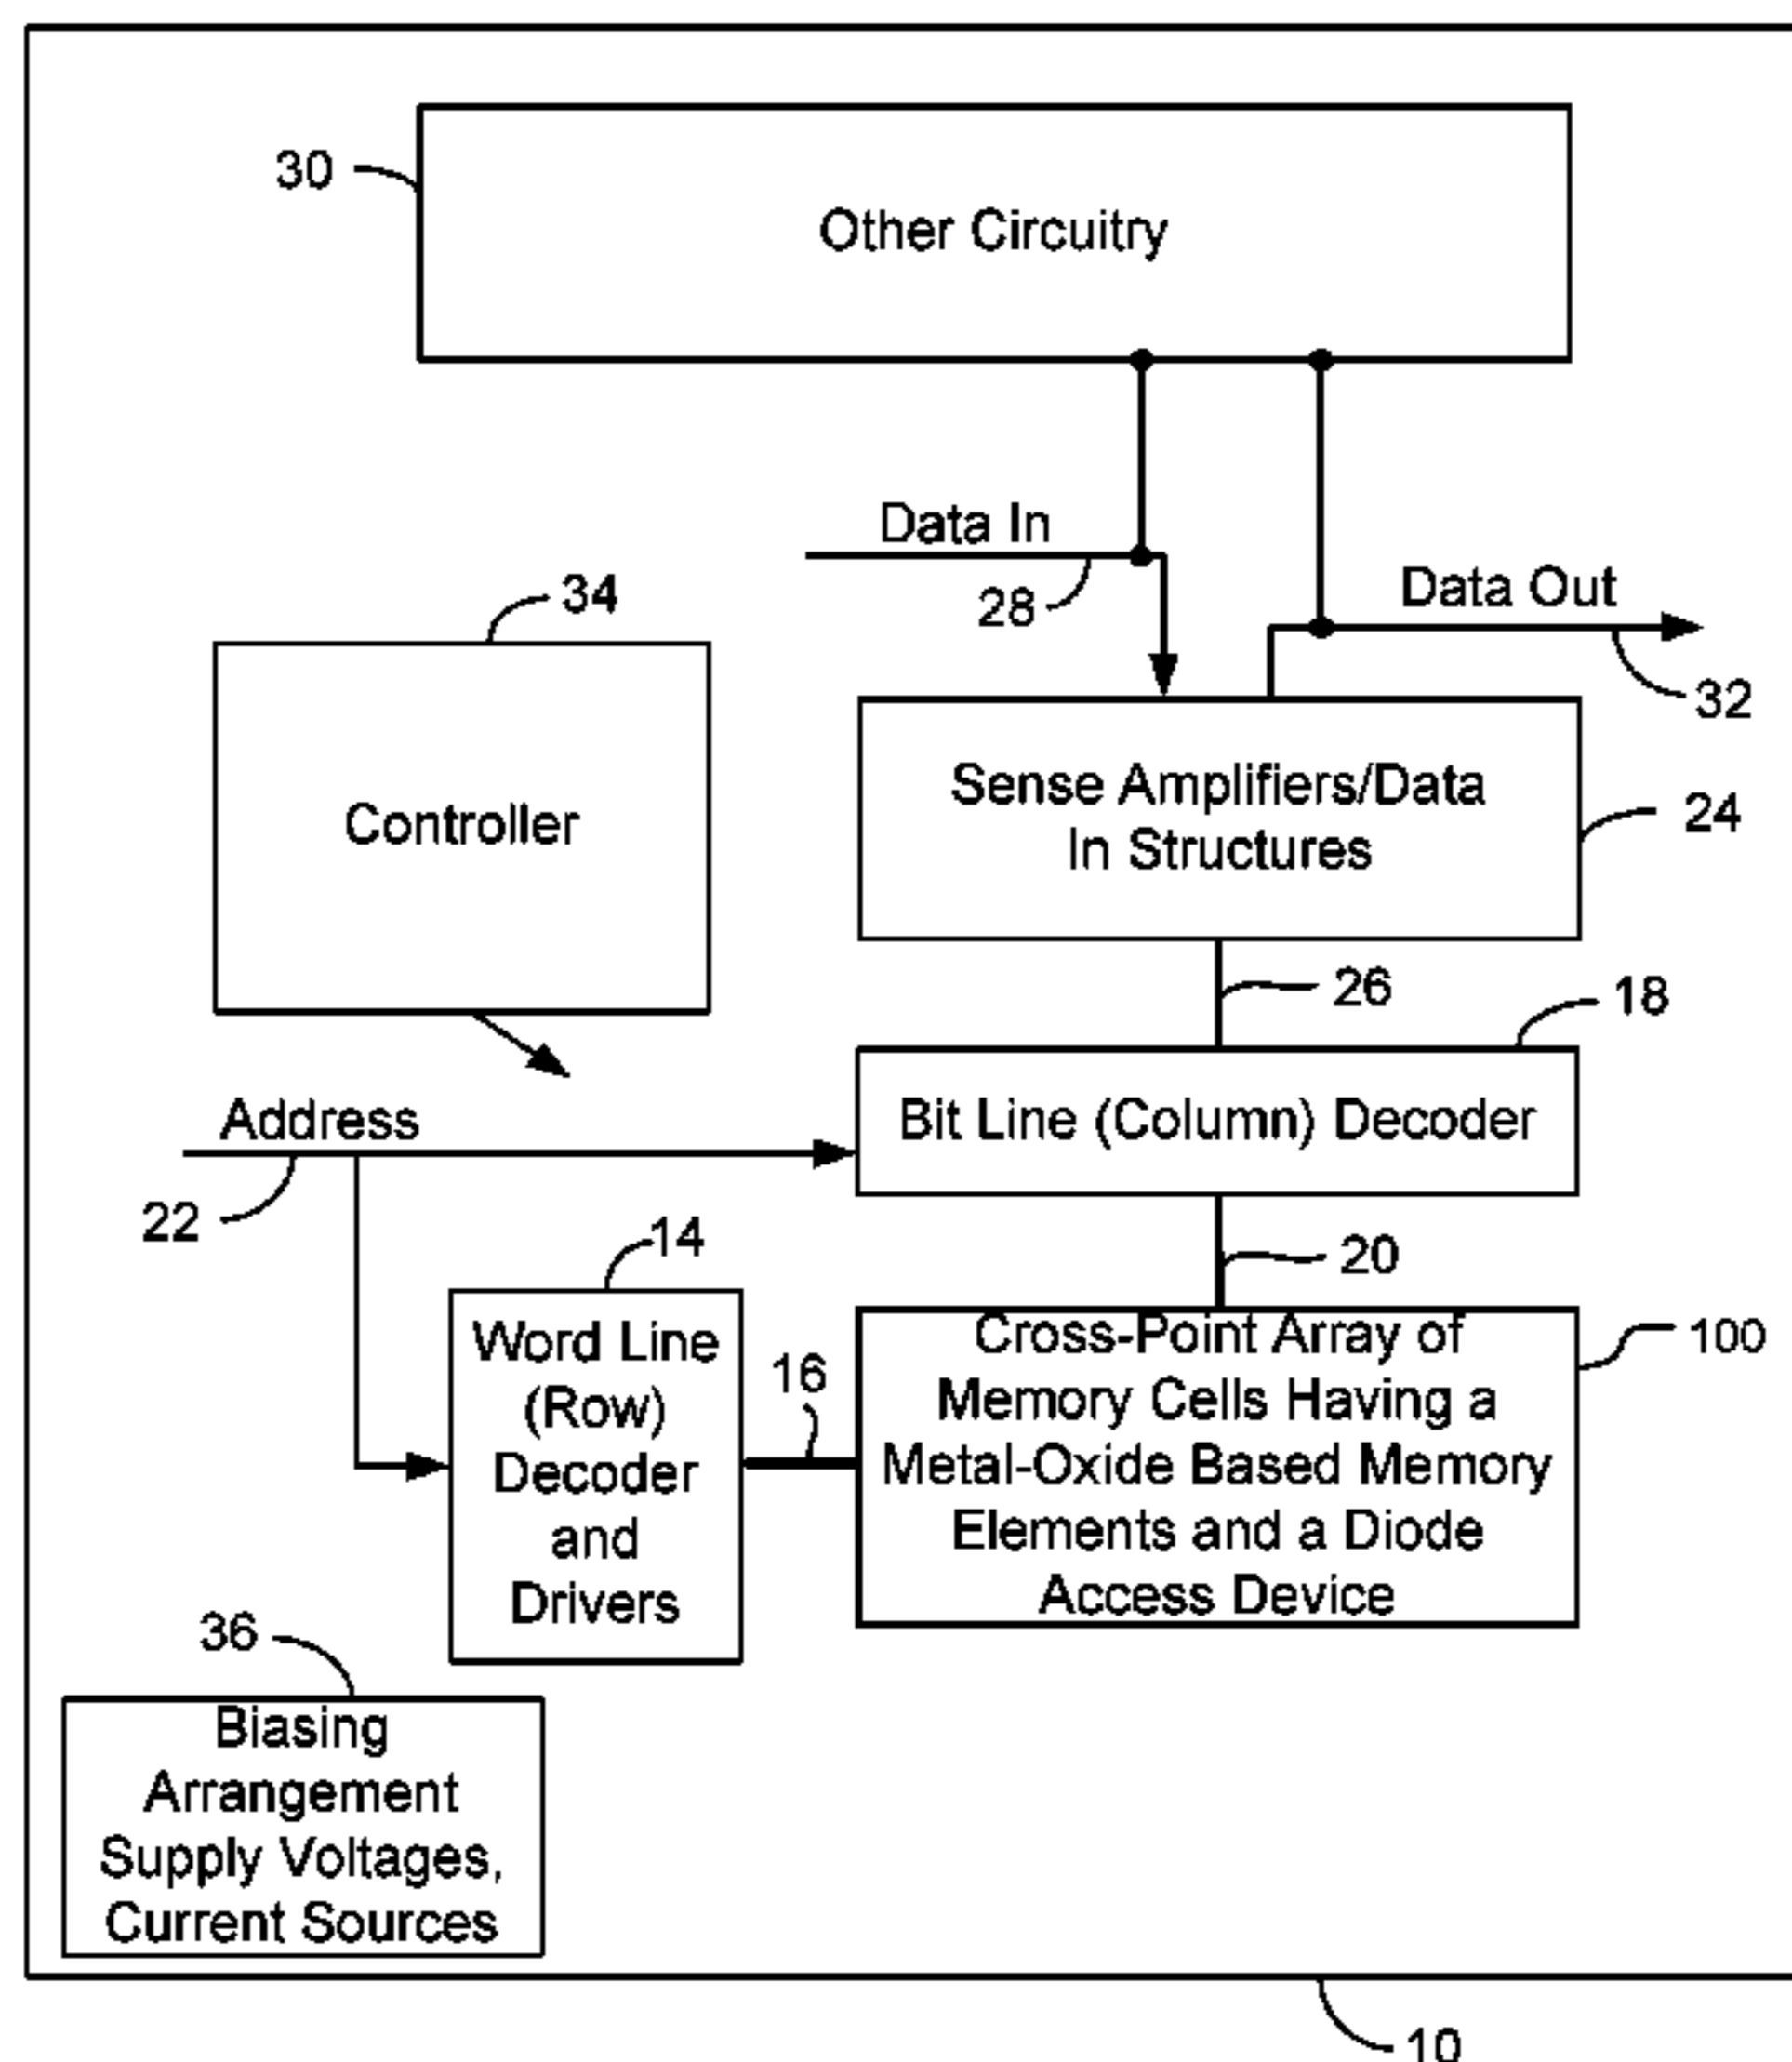 30
Other Circuitry
Data In
28
Data Out
32
34
Controller
Sense Amplifiers/Data
In Structures
24
26
18
Bit Line (Column) Decoder
Address
22
14
20
Word Line
(Row)
Decoder
and
Drivers
16
Cross-Point Array of
Memory Cells Having a
Metal-Oxide Based Memory
Elements and a Diode
Access Device
100
36
Biasing
Arrangement
Supply Voltages,
Current Sources
10